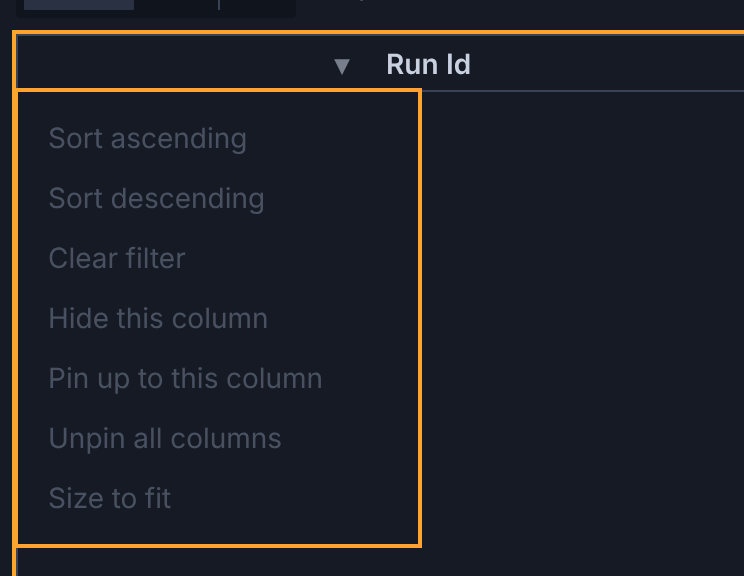 ▼ Run Id
Sort ascending
Sort descending
Clear filter
Hide this column
Pin up to this column
Unpin all columns
Size to fit